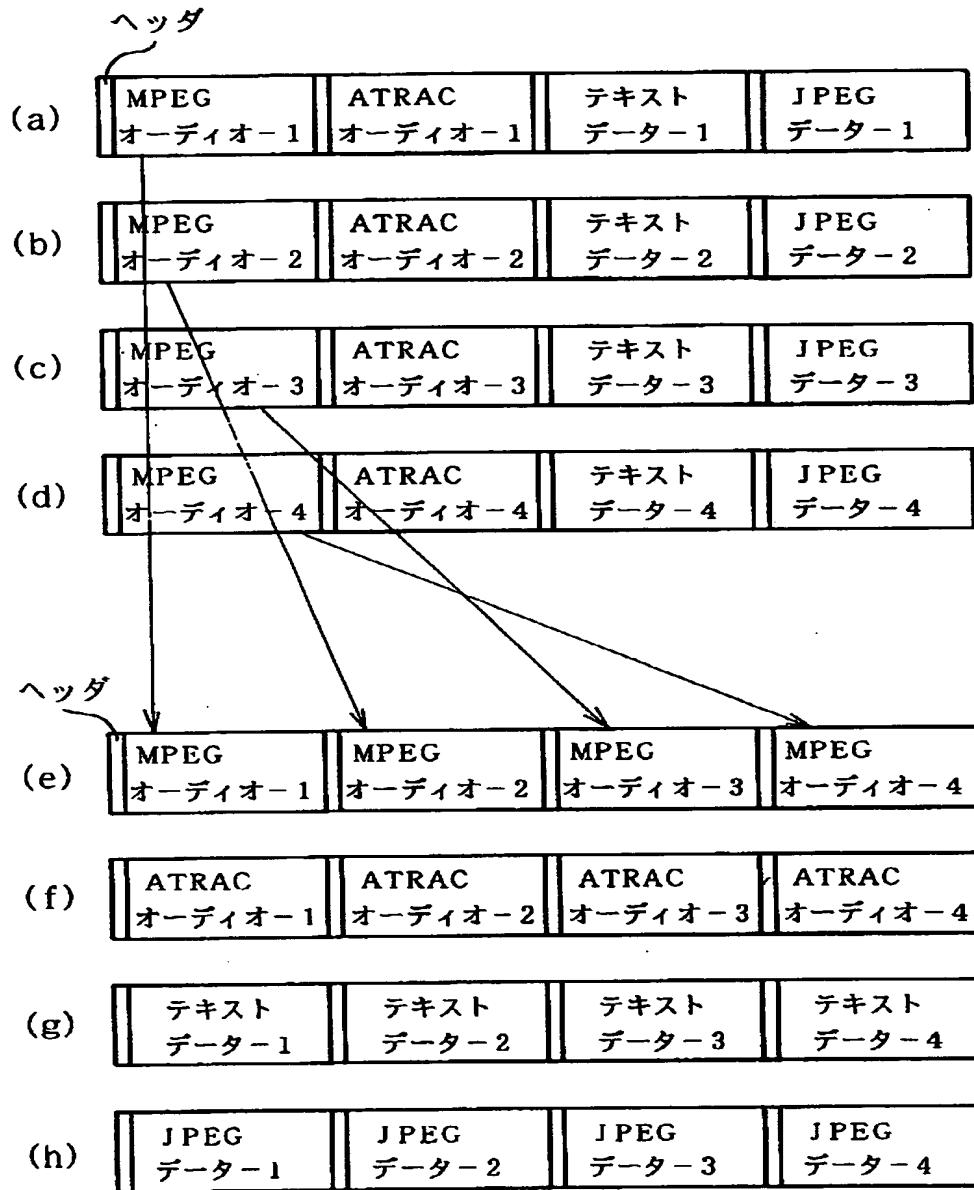 ヘッダ
(a)
MPEG
オーディオ-1
ATRAC
オーディオ-1
テキスト
データ-1
JPEG
データ-1
(b)
MPEG
オーディオ-2
ATRAC
オーディオ-2
テキスト
データ-2
JPEG
データ-2
(c)
MPEG
オーディオ-3
ATRAC
オーディオ-3
テキスト
データ-3
JPEG
データ-3
(d)
MPEG
オーディオ-4
ATRAC
オーディオ-4
テキスト
データ-4
JPEG
データ-4
ヘッダ
(e)
MPEG
オーディオ-1
MPEG
オーディオ-2
MPEG
オーディオ-3
MPEG
オーディオ-4
(f)
ATRAC
オーディオ-1
ATRAC
オーディオ-2
ATRAC
オーディオ-3
ATRAC
オーディオ-4
(g)
テキスト
データ-1
テキスト
データ-2
テキスト
データ-3
テキスト
データ-4
(h)
JPEG
データ-1
JPEG
データ-2
JPEG
データ-3
JPEG
データ-4